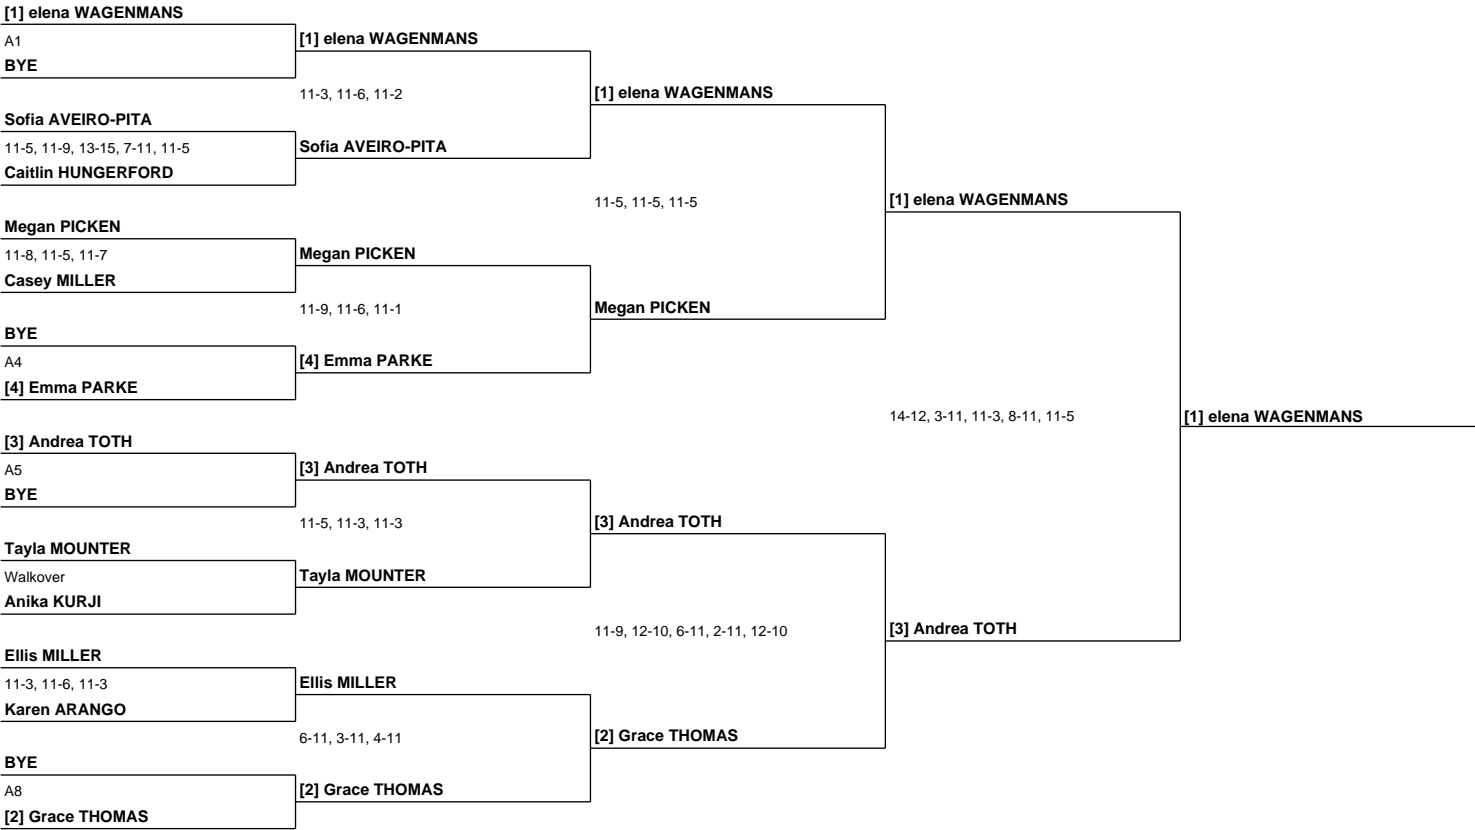 [1] elena WAGENMANS
A1
BYE
Sofia AVEIRO-PITA
11-5, 11-9, 13-15, 7-11, 11-5
Caitlin HUNGERFORD
Megan PICKEN
11-8, 11-5, 11-7
Casey MILLER
BYE
A4
[4] Emma PARKE
[3] Andrea TOTH
A5
BYE
Tayla MOUNTER
Walkover
Anika KURJI
Ellis MILLER
11-3, 11-6, 11-3
Karen ARANGO
BYE
A8
[2] Grace THOMAS
[1] elena WAGENMANS
11-3, 11-6, 11-2
Sofia AVEIRO-PITA
Megan PICKEN
11-9, 11-6, 11-1
[4] Emma PARKE
[3] Andrea TOTH
11-5, 11-3, 11-3
Tayla MOUNTER
Ellis MILLER
6-11, 3-11, 4-11
[2] Grace THOMAS
[1] elena WAGENMANS
11-5, 11-5, 11-5
Megan PICKEN
[3] Andrea TOTH
11-9, 12-10, 6-11, 2-11, 12-10
[2] Grace THOMAS
[1] elena WAGENMANS
14-12, 3-11, 11-3, 8-11, 11-5
[3] Andrea TOTH
[1] elena WAGENMANS